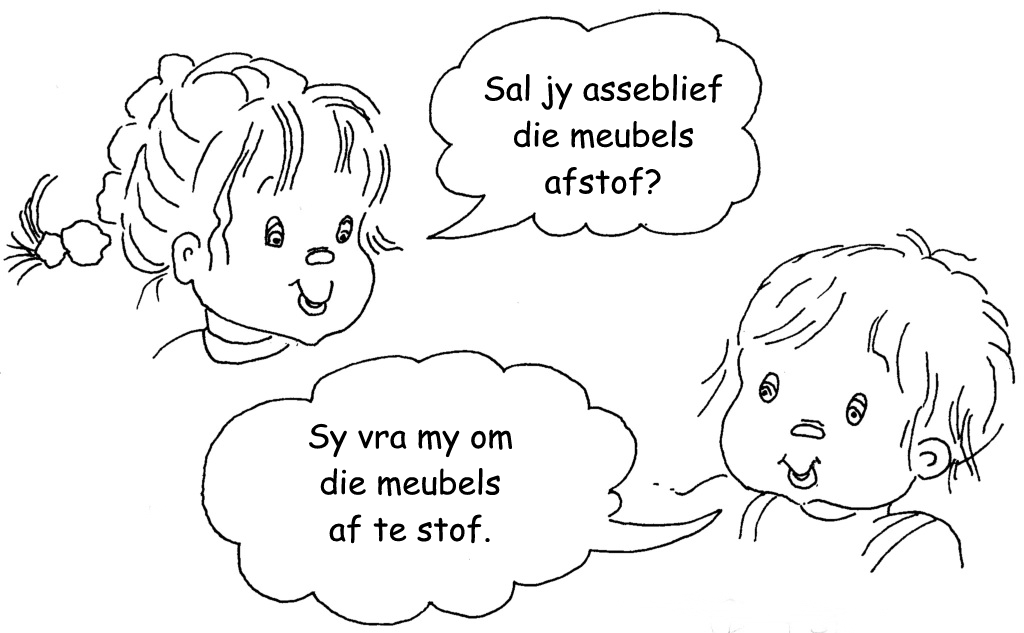 Sal jy asseblief
die meubels
afstof?
Sy vra my om
die meubels
af te stof.